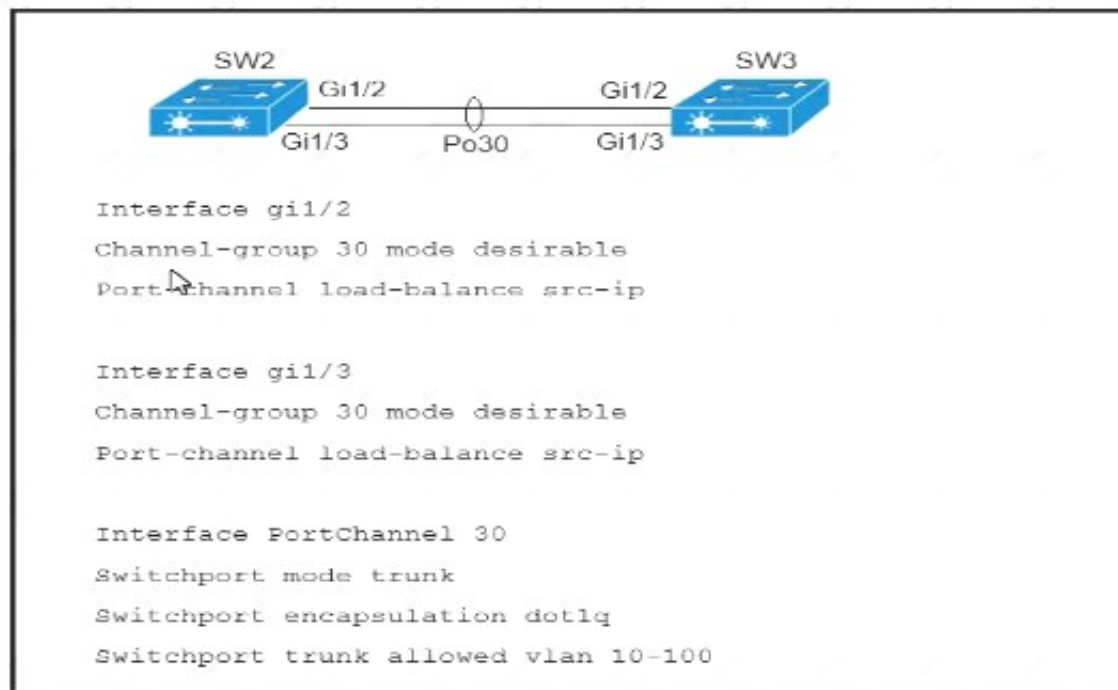 SW2
SW3
Gi1/2
Gi1/2
Gi1/3
Po30
Gi1/3
Interface gi1/2
Channel-group 30 mode desirable
Port-channel load-balance src-ip
Interface gi1/3
Channel-group 30 mode desirable
Port-channel load-balance src-ip
Interface PortChannel 30
Switchport mode trunk
Switchport encapsulation dot1q
Switchport trunk allowed vlan 10-100